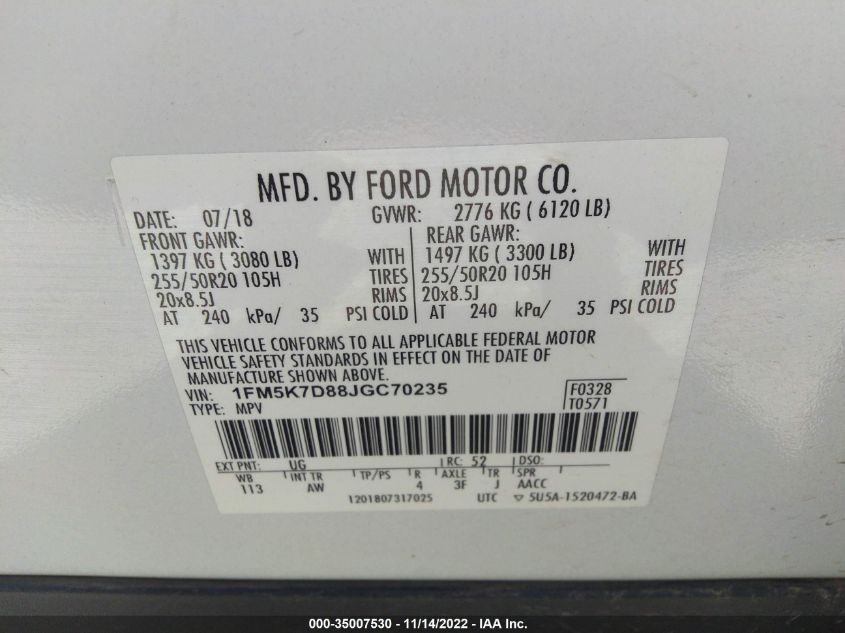 MFD. BY FORD MOTOR CO.
DATE: 07/18 GVWR: 2776 KG ( 6120 LB)
FRONT GAWR: REAR GAWR:
1397 KG ( 3080 LB) WITH 1497 KG ( 3300 LB) WITH
255/50R20 105H TIRES 255/50R20 105H TIRES
20x8.5J RIMS 20x8.5J RIMS
AT 240 kPa/ 35 PSI COLD AT 240 kPa/ 35 PSI COLD
THIS VEHICLE CONFORMS TO ALL APPLICABLE FEDERAL MOTOR
VEHICLE SAFETY STANDARDS IN EFFECT ON THE DATE OF
MANUFACTURE SHOWN ABOVE.
VIN: 1FM5K7D88JGC70235 F0328
TYPE: MPV T0571
EXT PNT: UG RC: 52 DSO:
WB INT TR TP/PS R AXLE TR SPR
113 AW 4 3F J AACC
1201807317025 UTC ▽ 5U5A-1520472-BA
000-35007530 - 11/14/2022 - IAA Inc.